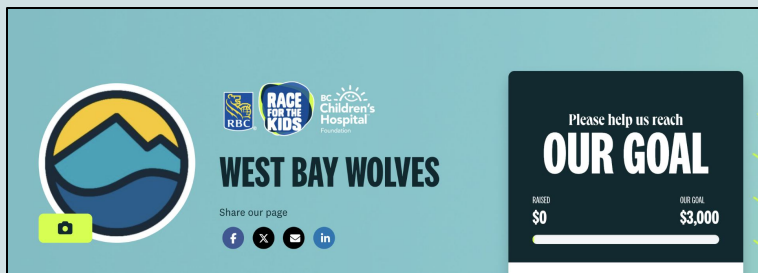 RBC
RACE
FOR THE
KIDS
BC
Children's
Hospital
Foundation
WEST BAY WOLVES
Share our page
f X in
Please help us reach
OUR GOAL
RAISED OUR GOAL
$0 $3,000